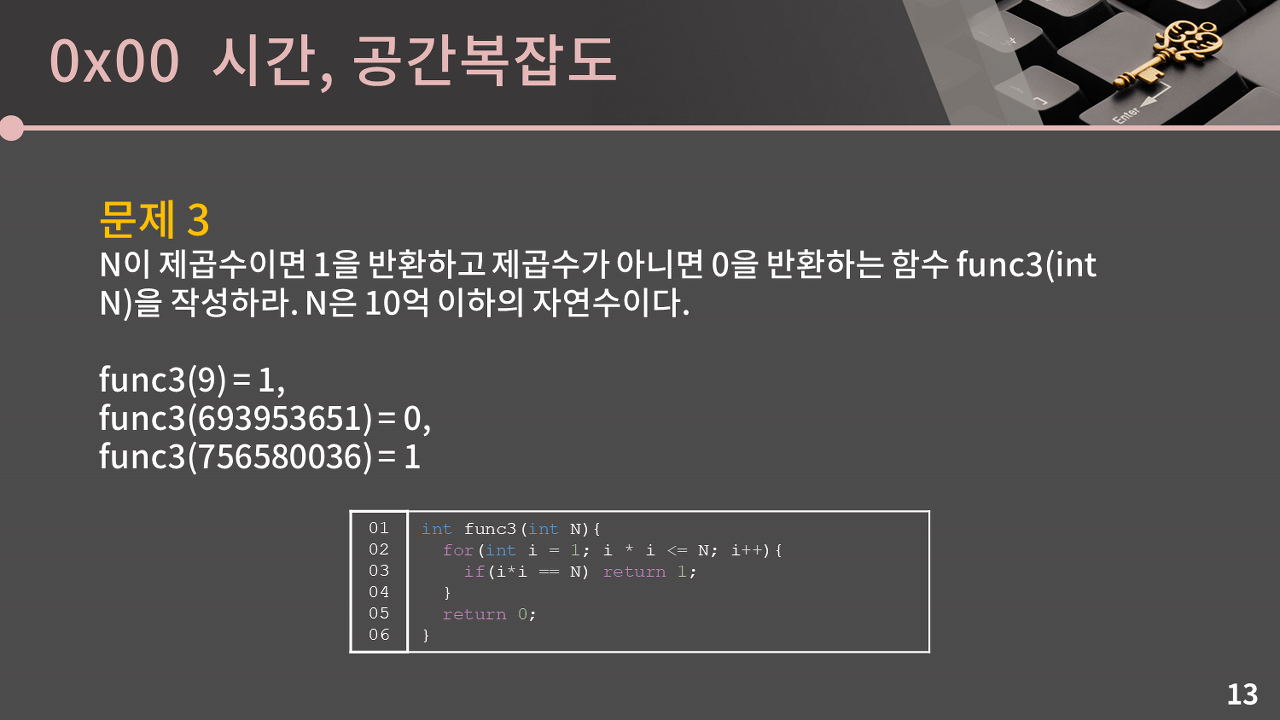 0x00 시간, 공간복잡도
Enter
문제 3
N이 제곱수이면 1을 반환하고 제곱수가 아니면 0을 반환하는 함수 func3(int
N)을 작성하라. N은 10억 이하의 자연수이다.
func3(9) = 1,
func3(693953651) = 0,
func3(756580036) = 1
01 int func3(int N){
02 for(int i = 1; i * i <= N; i++){
03 if(i*i == N) return 1;
04 }
05 return 0;
06 }
13